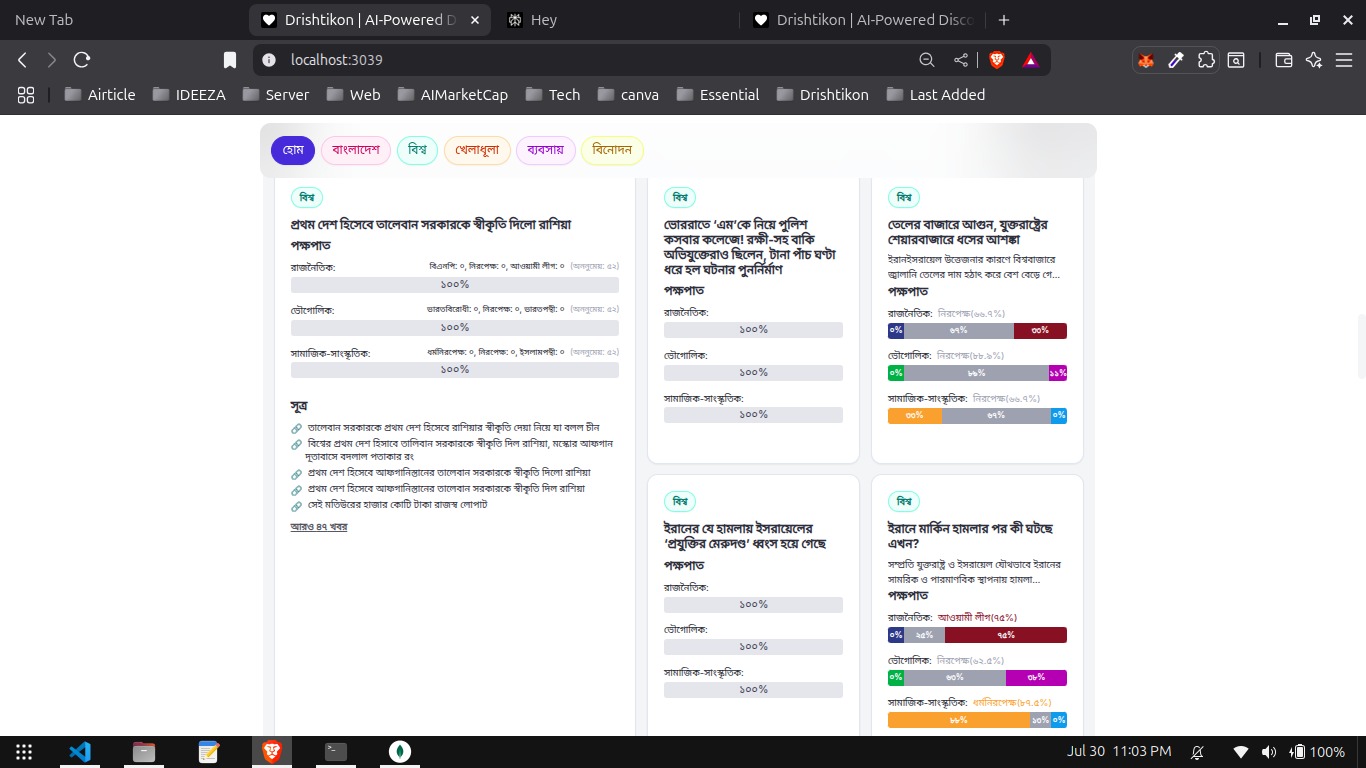 New Tab
Drishtikon | AI-Powered D
Hey
Drishtikon | AI-Powered Disco
localhost:3039
Airticle
IDEEZA
Server
Web
AIMarketCap
Tech
canva
Essential
Drishtikon
Last Added
হোম
বাংলাদেশ
বিশ্ব
খেলাধূলা
ব্যবসায়
বিনোদন
বিশ্ব
প্রথম দেশ হিসেবে তালেবান সরকারকে স্বীকৃতি দিলো রাশিয়া
পক্ষপাত
রাজনৈতিক:
বিএনপি: ০, নিরপেক্ষ: ০, আওয়ামী লীগ: ০ (অননুমেয়: ৫২)
১০০%
ভৌগোলিক:
ভারতবিরোধী: ০, নিরপেক্ষ: ০, ভারতপন্থী: ০ (অননুমেয়: ৫২)
১০০%
সামাজিক-সাংস্কৃতিক:
ধর্মনিরপেক্ষ: ০, নিরপেক্ষ: ০, ইসলামপন্থী: ০ (অননুমেয়: ৫২)
১০০%
সূত্র
তালেবান সরকারকে প্রথম দেশ হিসেবে রাশিয়ার স্বীকৃতি দেয়া নিয়ে যা বলল চীন
বিশ্বের প্রথম দেশ হিসাবে তালিবান সরকারকে স্বীকৃতি দিল রাশিয়া, মস্কোর আফগান
দূতাবাসে বদলাল পতাকার রং
প্রথম দেশ হিসেবে আফগানিস্তানের তালেবান সরকারকে স্বীকৃতি দিলো রাশিয়া
প্রথম দেশ হিসেবে আফগানিস্তানের তালেবান সরকারকে স্বীকৃতি দিল রাশিয়া
সেই মতিউরের হাজার কোটি টাকা রাজস্ব লোপাট
আরও ৪৭ খবর
বিশ্ব
ভোররাতে ‘এম’কে নিয়ে পুলিশ
কসবার কলেজে! রক্ষী-সহ বাকি
অভিযুক্তেরাও ছিলেন, টানা পাঁচ ঘণ্টা
ধরে হল ঘটনার পুনর্নির্মাণ
পক্ষপাত
রাজনৈতিক:
১০০%
ভৌগোলিক:
১০০%
সামাজিক-সাংস্কৃতিক:
১০০%
বিশ্ব
তেলের বাজারে আগুন, যুক্তরাষ্ট্রের
শেয়ারবাজারে ধসের আশঙ্কা
ইরানইসরায়েল উত্তেজনার কারণে বিশ্ববাজারে
জ্বালানি তেলের দাম হঠাৎ করে বেশ বেড়ে গে...
পক্ষপাত
রাজনৈতিক: নিরপেক্ষ(৬৬.৭%)
০% ৬৭% ৩৩%
ভৌগোলিক: নিরপেক্ষ(৮৮.৯%)
০% ৮৯% ১১%
সামাজিক-সাংস্কৃতিক: নিরপেক্ষ(৬৬.৭%)
৩৩% ৬৭% ০%
বিশ্ব
ইরানের যে হামলায় ইসরায়েলের
‘প্রযুক্তির মেরুদণ্ড’ ধ্বংস হয়ে গেছে
পক্ষপাত
রাজনৈতিক:
১০০%
ভৌগোলিক:
১০০%
সামাজিক-সাংস্কৃতিক:
১০০%
বিশ্ব
ইরানে মার্কিন হামলার পর কী ঘটছে
এখন?
সম্প্রতি যুক্তরাষ্ট্র ও ইসরায়েল যৌথভাবে ইরানের
সামরিক ও পারমাণবিক স্থাপনায় হামলা...
পক্ষপাত
রাজনৈতিক: আওয়ামী লীগ(৭৫%)
০% ২৫% ৭৫%
ভৌগোলিক: নিরপেক্ষ(৬২.৫%)
০% ৬৩% ৩৮%
সামাজিক-সাংস্কৃতিক: ধর্মনিরপেক্ষ(৮৭.৫%)
৮৮% ১৩% ০%
Jul 30 11:03 PM
100%